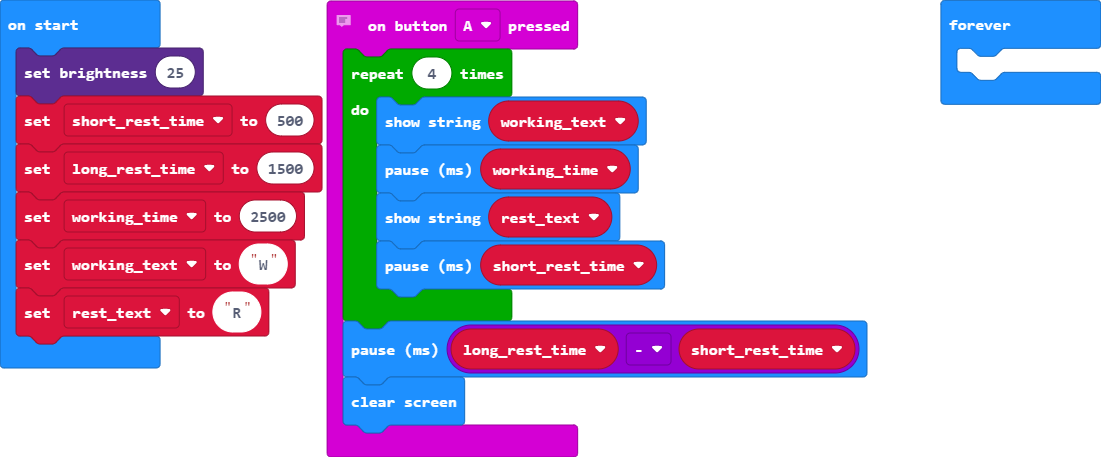 on start
set brightness 25
set short_rest_time to 500
set long_rest_time to 1500
set working_time to 2500
set working_text to "W"
set rest_text to "R"
on button A pressed
repeat 4 times
do
show string working_text
pause (ms) working_time
show string rest_text
pause (ms) short_rest_time
pause (ms) long_rest_time - short_rest_time
clear screen
forever